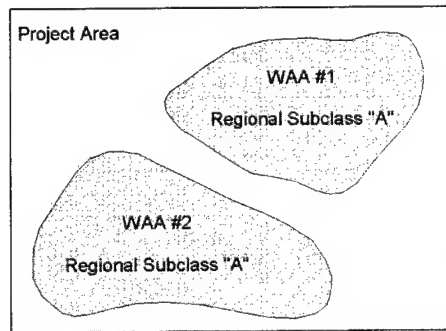 Project Area
WAA #1
Regional Subclass "A"
WAA #2
Regional Subclass "A"